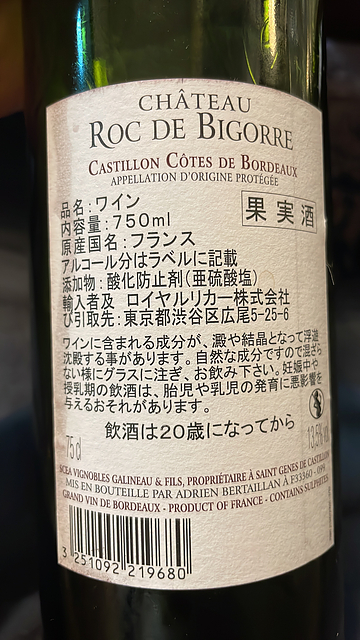 CHÂTEAU
ROC DE BIGORRE
CASTILLON CÔTES DE BORDEAUX
APPELLATION D'ORIGINE PROTÉGÉE
品名:ワイン
果実酒
内容量:750ml
原産国名:フランス
アルコール分はラベルに記載
添加物:酸化防止剤(亜硫酸塩)
輸入者及 ロイヤルリカー株式会社
び引取先:東京都渋谷区広尾5-25-6
ワインに含まれる成分が、澱や結晶となって浮遊
沈殿する事があります。自然な成分ですので混ざら
ない様にグラスに注ぎ、お飲み下さい。妊娠中や
授乳期の飲酒は、胎児や乳児の発育に悪影響を
与えるおそれがあります。
飲酒は20歳になってから
75cl
13,5% vol
SCEA VIGNOBLES GALINEAU & FILS, PROPRIÉTAIRE À SAINT GENES DE CASTILLON
MIS EN BOUTEILLE PAR ADRIEN BERTAILLAN À F33360 - 099
GRAND VIN DE BORDEAUX - PRODUCT OF FRANCE - CONTAINS SULPHITES
3 251092 219680